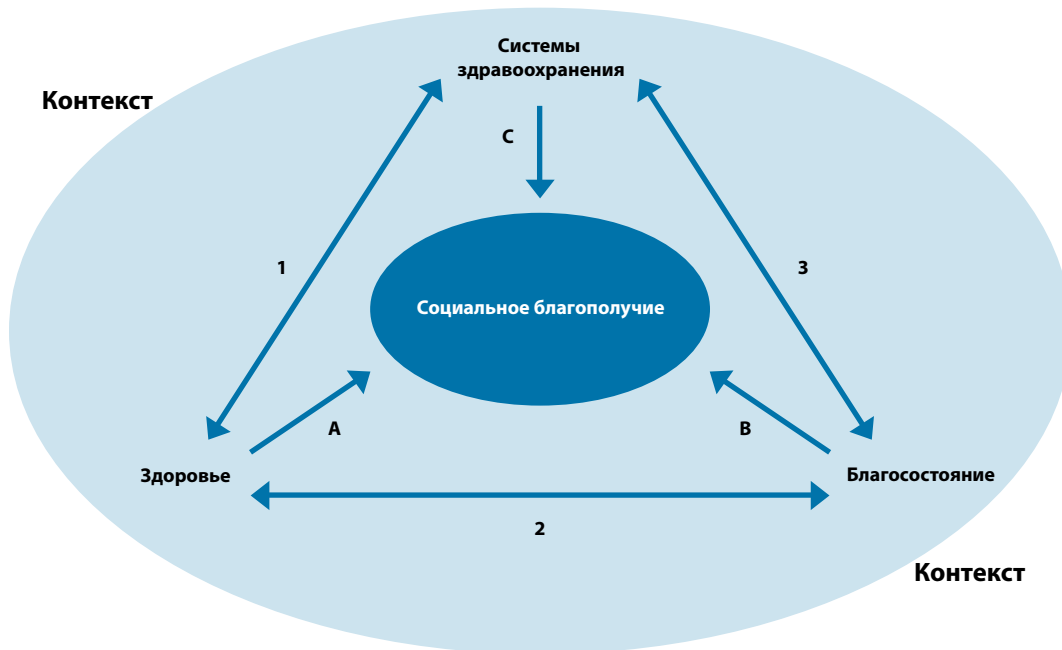 Системы
здравоохранения
Контекст
C
1
3
Социальное благополучие
A
B
Здоровье
Благосостояние
2
Контекст